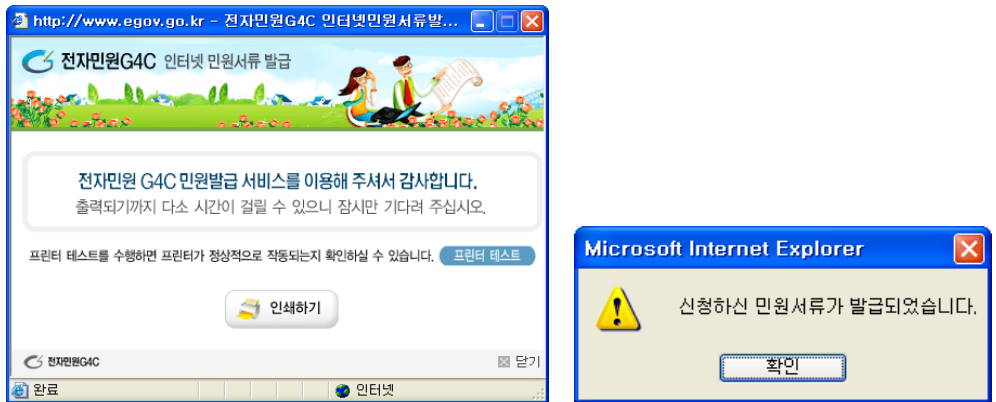 http://www.egov.go.kr - 전자민원G4C 인터넷민원서류발...
전자민원G4C 인터넷 민원서류 발급
전자민원 G4C 민원발급 서비스를 이용해 주셔서 감사합니다.
출력되기까지 다소 시간이 걸릴 수 있으니 잠시만 기다려 주십시오.
프린터 테스트를 수행하면 프린터가 정상적으로 작동되는지 확인하실 수 있습니다. 프린터 테스트
인쇄하기
전자민원G4C 닫기
완료 인터넷
Microsoft Internet Explorer
신청하신 민원서류가 발급되었습니다.
확인